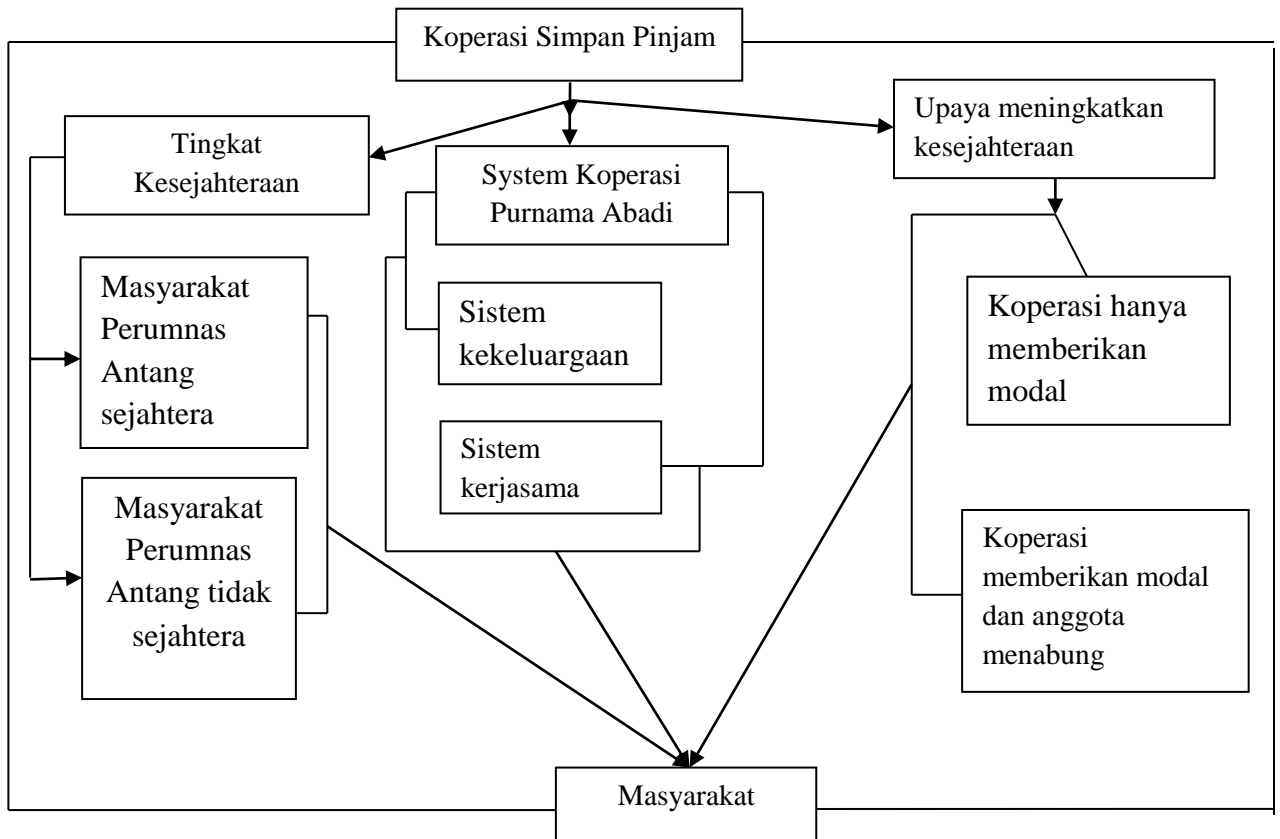 Koperasi Simpan Pinjam
Tingkat
Kesejahteraan
System Koperasi
Purnama Abadi
Upaya meningkatkan
kesejahteraan
Masyarakat
Perumnas
Antang
sejahtera
Sistem
kekeluargaan
Koperasi hanya
memberikan
modal
Masyarakat
Perumnas
Antang tidak
sejahtera
Sistem
kerjasama
Koperasi
memberikan modal
dan anggota
menabung
Masyarakat